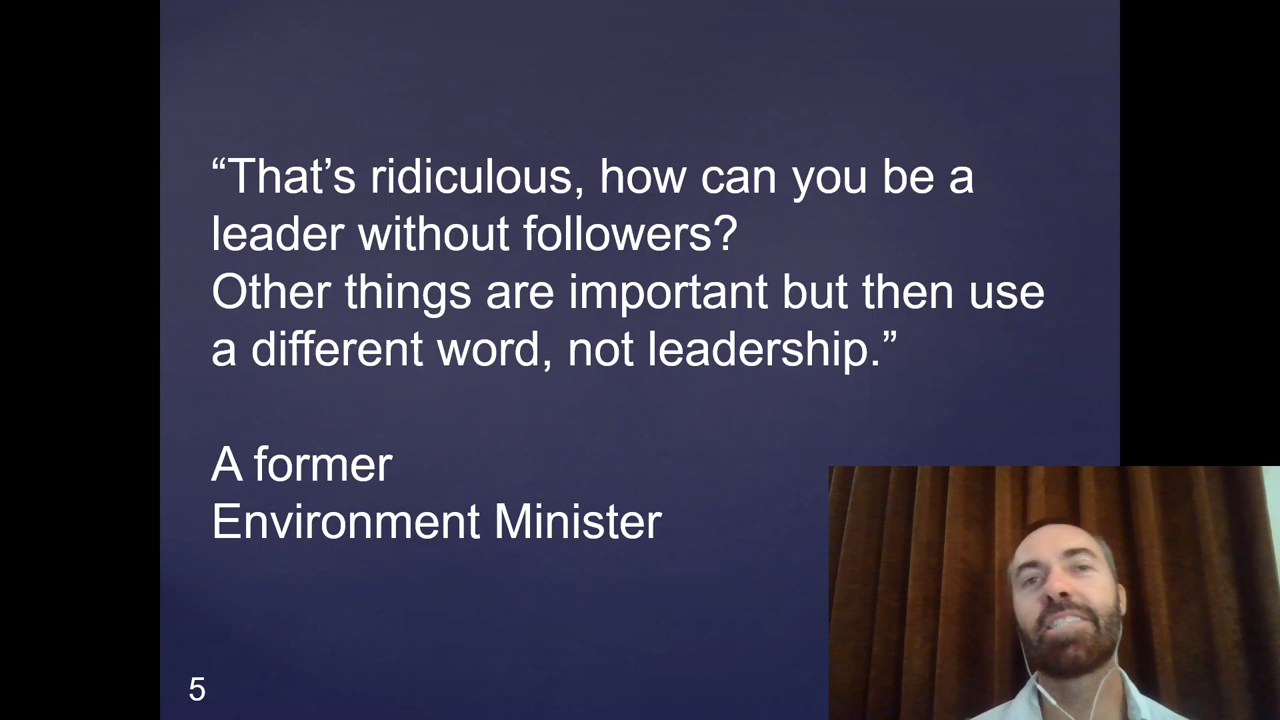 “That’s ridiculous, how can you be a
leader without followers?
Other things are important but then use
a different word, not leadership.”
A former
Environment Minister
5